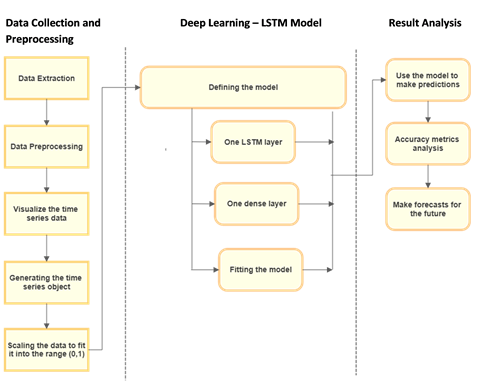 Data Collection and
Preprocessing
Data Extraction
Data Preprocessing
Visualize the time
series data
Generating the time
series object
Scaling the data to fit
it into the range (0,1)
Deep Learning – LSTM Model
Defining the model
One LSTM layer
One dense layer
Fitting the model
Result Analysis
Use the model to
make predictions
Accuracy metrics
analysis
Make forecasts for
the future